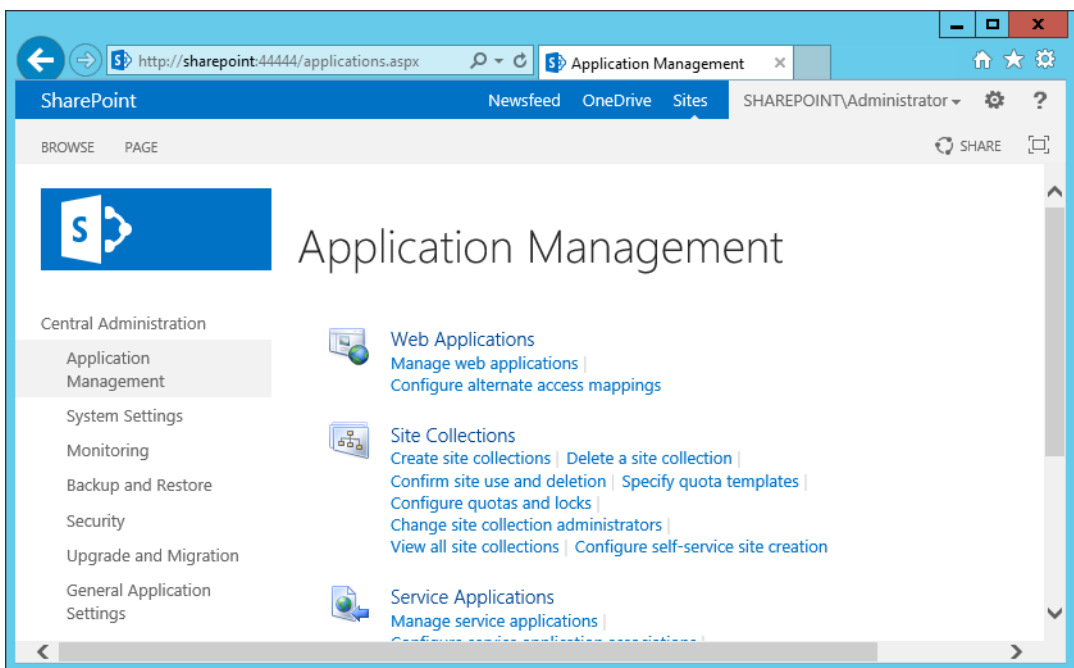 http://sharepoint:44444/applications.aspx
Application Management
SharePoint
Newsfeed OneDrive Sites SHAREPOINT\Administrator ?
BROWSE PAGE
SHARE
S
Application Management
Central Administration
Application
Management
System Settings
Monitoring
Backup and Restore
Security
Upgrade and Migration
General Application
Settings
Web Applications
Manage web applications |
Configure alternate access mappings
Site Collections
Create site collections | Delete a site collection |
Confirm site use and deletion | Specify quota templates |
Configure quotas and locks |
Change site collection administrators |
View all site collections | Configure self-service site creation
Service Applications
Manage service applications |
Configure service application associations |